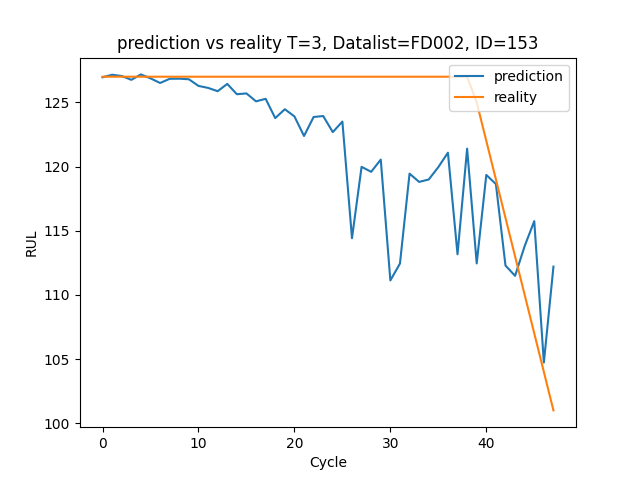 prediction vs reality T=3, Datalist=FD002, ID=153
prediction
reality
125
120
115
110
105
100
RUL
0 10 20 30 40
Cycle